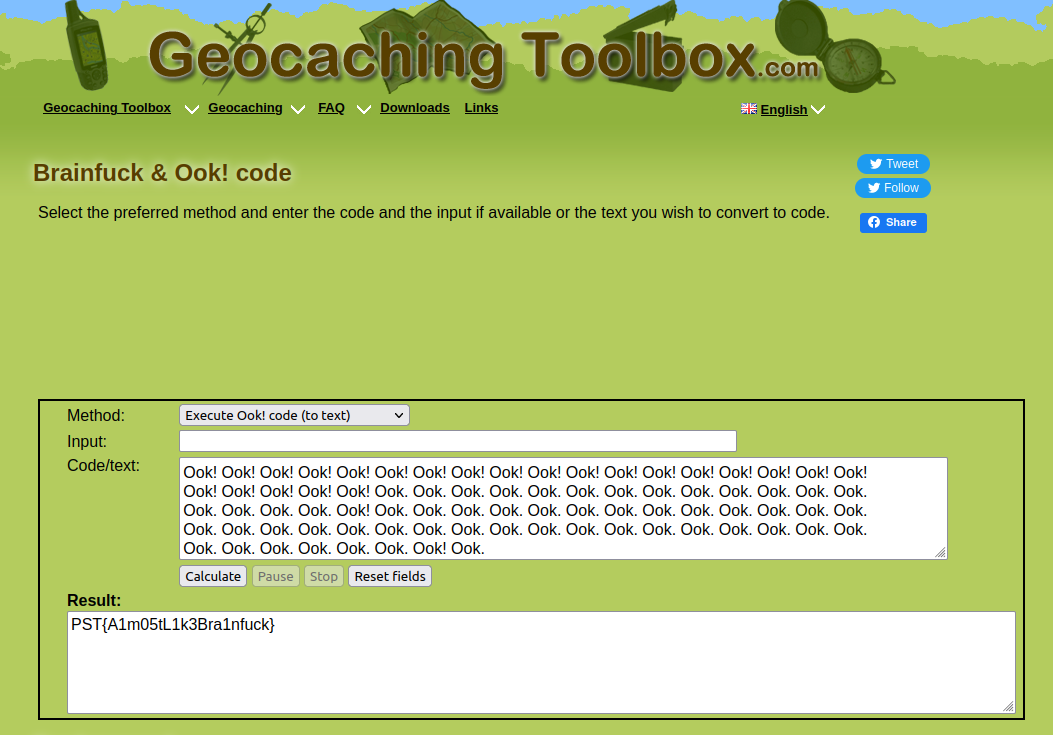 Geocaching Toolbox.com
Geocaching Toolbox Geocaching FAQ Downloads Links English
Brainfuck & Ook! code
Tweet
Follow
Select the preferred method and enter the code and the input if available or the text you wish to convert to code.
Share
Method: Execute Ook! code (to text)
Input:
Code/text:
Ook! Ook! Ook! Ook! Ook! Ook! Ook! Ook! Ook! Ook! Ook! Ook! Ook! Ook! Ook! Ook! Ook! Ook!
Ook! Ook! Ook! Ook! Ook! Ook. Ook. Ook. Ook. Ook. Ook. Ook. Ook. Ook. Ook. Ook. Ook. Ook.
Ook. Ook. Ook. Ook. Ook! Ook. Ook. Ook. Ook. Ook. Ook. Ook. Ook. Ook. Ook. Ook. Ook. Ook.
Ook. Ook. Ook. Ook. Ook. Ook. Ook. Ook. Ook. Ook. Ook. Ook. Ook. Ook. Ook. Ook. Ook. Ook.
Ook. Ook. Ook. Ook. Ook. Ook. Ook! Ook.
Calculate Pause Stop Reset fields
Result:
PST{A1m05tL1k3Bra1nfuck}